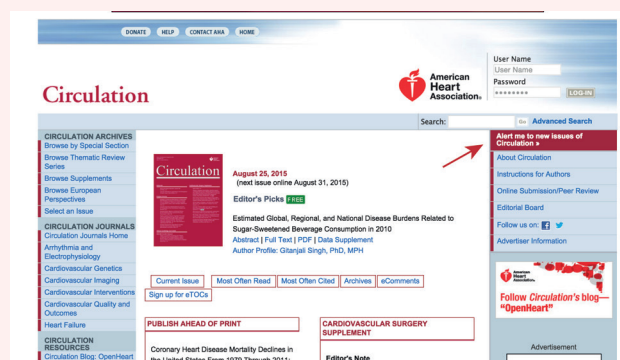 DONATE HELP CONTACT AHA HOME
Circulation
American
Heart
Association®
User Name
User Name
Password
LOG IN
Search: Go Advanced Search
CIRCULATION ARCHIVES
Browse by Special Section
Browse Thematic Review
Series
Browse Supplements
Browse European
Perspectives
Select an Issue
CIRCULATION JOURNALS
Circulation Journals Home
Arrhythmia and
Electrophysiology
Cardiovascular Genetics
Cardiovascular Imaging
Cardiovascular Interventions
Cardiovascular Quality and
Outcomes
Heart Failure
CIRCULATION
RESOURCES
Circulation Blog: OpenHeart
Circulation
August 25, 2015
(next issue online August 31, 2015)
Editor's Picks FREE
Estimated Global, Regional, and National Disease Burdens Related to
Sugar-Sweetened Beverage Consumption in 2010
Abstract | Full Text | PDF | Data Supplement
Author Profile: Gitanjali Singh, PhD, MPH
Current Issue Most Often Read Most Often Cited Archives eComments
Sign up for eTOCs
PUBLISH AHEAD OF PRINT
Coronary Heart Disease Mortality Declines in
the United States From 1979 Through 2011:
CARDIOVASCULAR SURGERY
SUPPLEMENT
Editor's Note
Alert me to new issues of
Circulation »
About Circulation
Instructions for Authors
Online Submission/Peer Review
Editorial Board
Follow us on:
Advertiser Information
American
Heart
Association®
Follow Circulation's blog—
“OpenHeart”
Advertisement